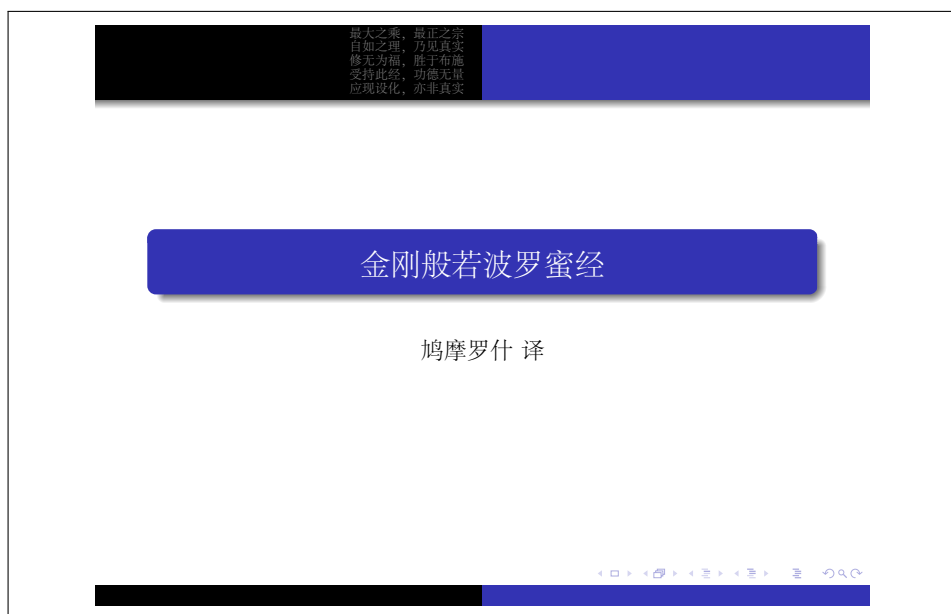 最大之乘，最正之宗
自如之理，乃见真实
修无为福，胜于布施
受持此经，功德无量
应现设化，亦非真实
金刚般若波罗蜜经
鸠摩罗什 译